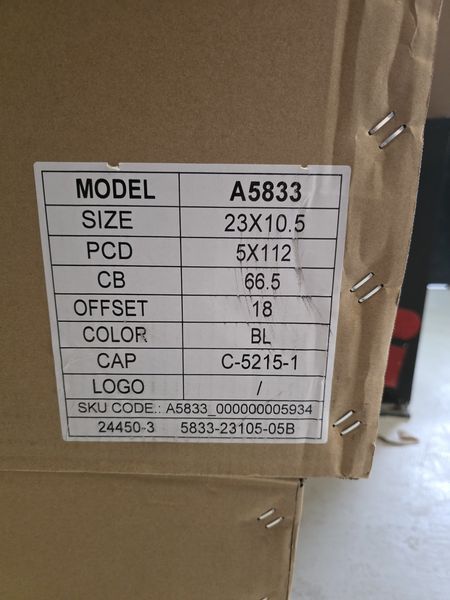 MODEL A5833
SIZE 23X10.5
PCD 5X112
CB 66.5
OFFSET 18
COLOR BL
CAP C-5215-1
LOGO /
SKU CODE.: A5833_000000005934
24450-3 5833-23105-05B